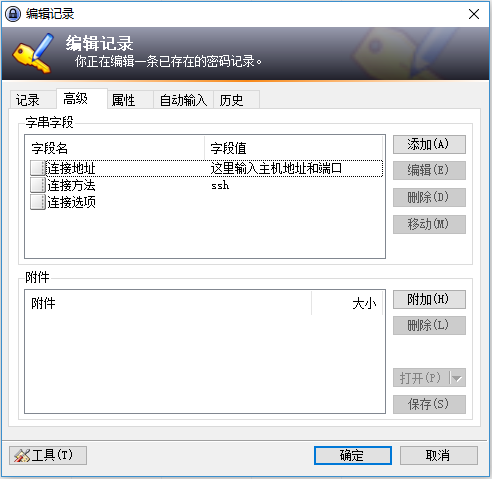 编辑记录
编辑记录
你正在编辑一条已存在的密码记录。
记录 高级 属性 自动输入 历史
字串字段
字段名 字段值
连接地址 这里输入主机地址和端口
连接方法 ssh
连接选项
添加(A)
编辑(E)
删除(D)
移动(M)
附件
附件 大小
附加(H)
删除(L)
打开(P)
保存(S)
工具(T) 确定 取消